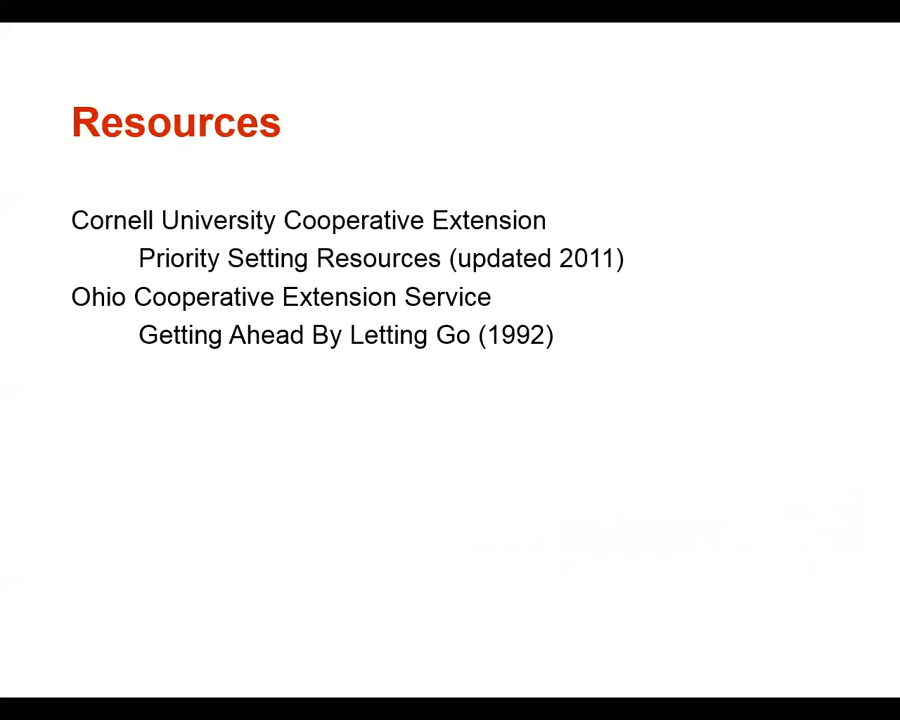 Resources
Cornell University Cooperative Extension
Priority Setting Resources (updated 2011)
Ohio Cooperative Extension Service
Getting Ahead By Letting Go (1992)